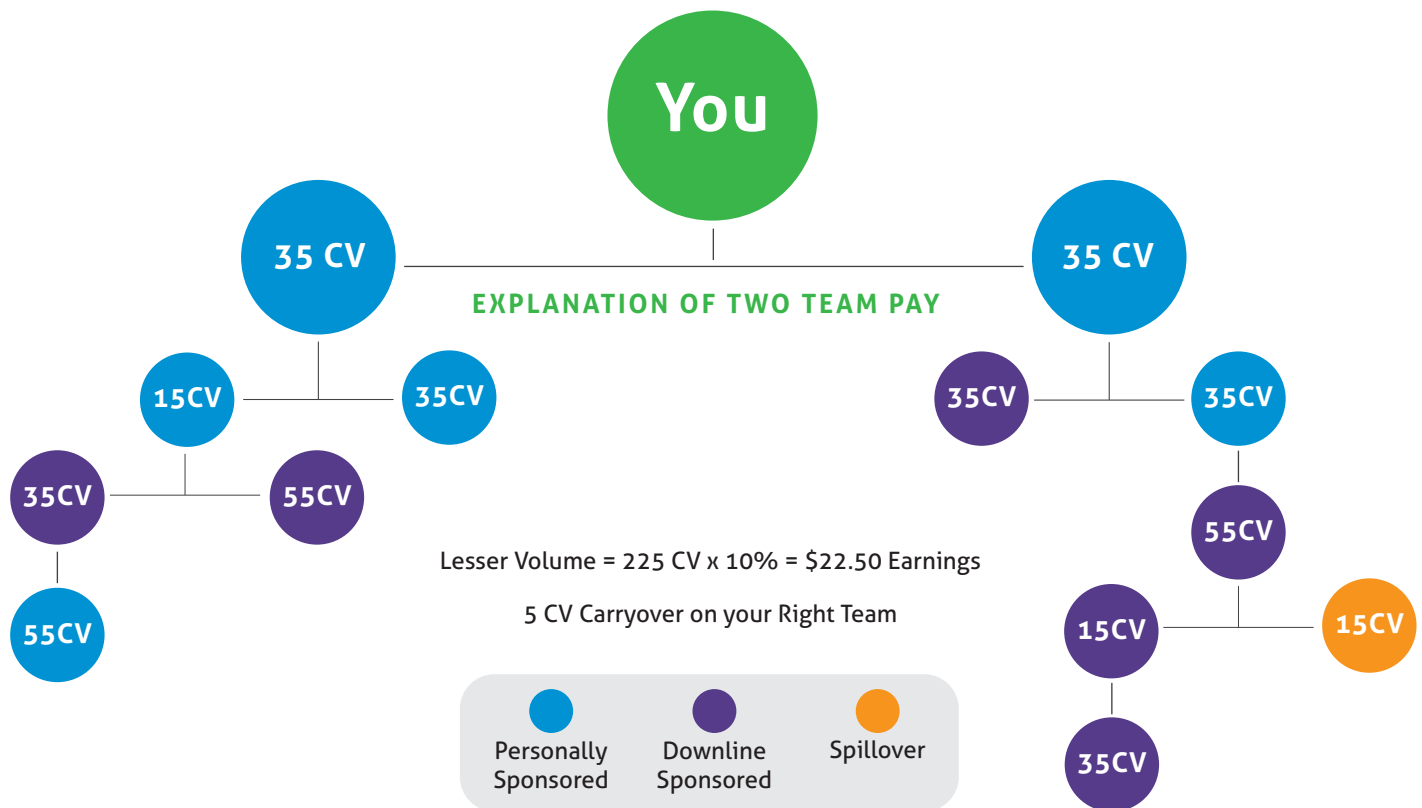 You
35 CV
35 CV
EXPLANATION OF TWO TEAM PAY
15CV
35CV
35CV
35CV
35CV
55CV
55CV
Lesser Volume = 225 CV x 10% = $22.50 Earnings
5 CV Carryover on your Right Team
55CV
15CV
15CV
35CV
Personally
Sponsored
Downline
Sponsored
Spillover